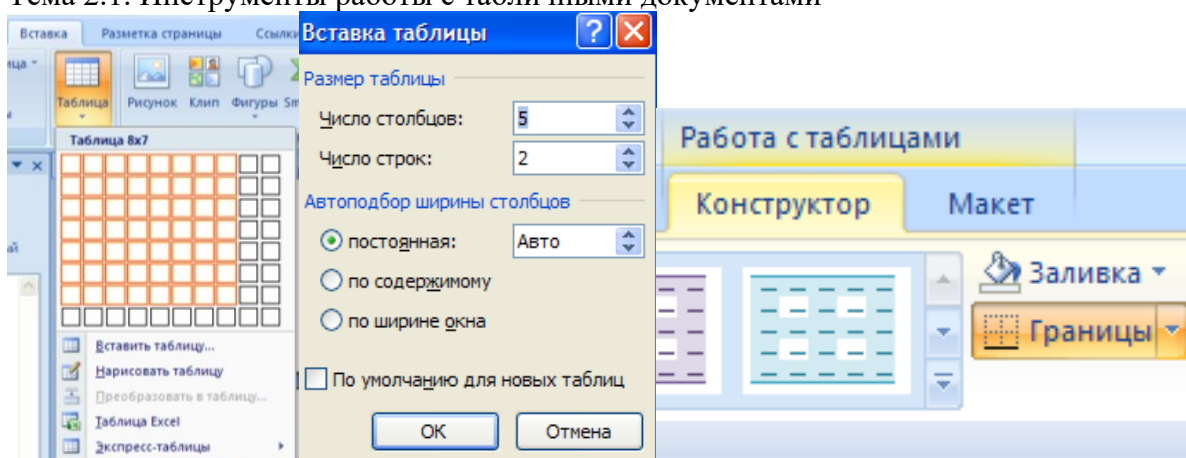 Тема 2.1. Инструменты работы с табличными документами
Вставка Разметка страницы Ссылки
ица
Таблица Рисунок Клип Фигуры Sm
Таблица 8x7
Вставить таблицу...
Нарисовать таблицу
Преобразовать в таблицу...
Таблица Excel
Экспресс-таблицы
Вставка таблицы
Размер таблицы
Число столбцов: 5
Число строк: 2
Автоподбор ширины столбцов
постоянная: Авто
по содержимому
по ширине окна
По умолчанию для новых таблиц
ОК Отмена
Работа с таблицами
Конструктор Макет
Заливка
Границы